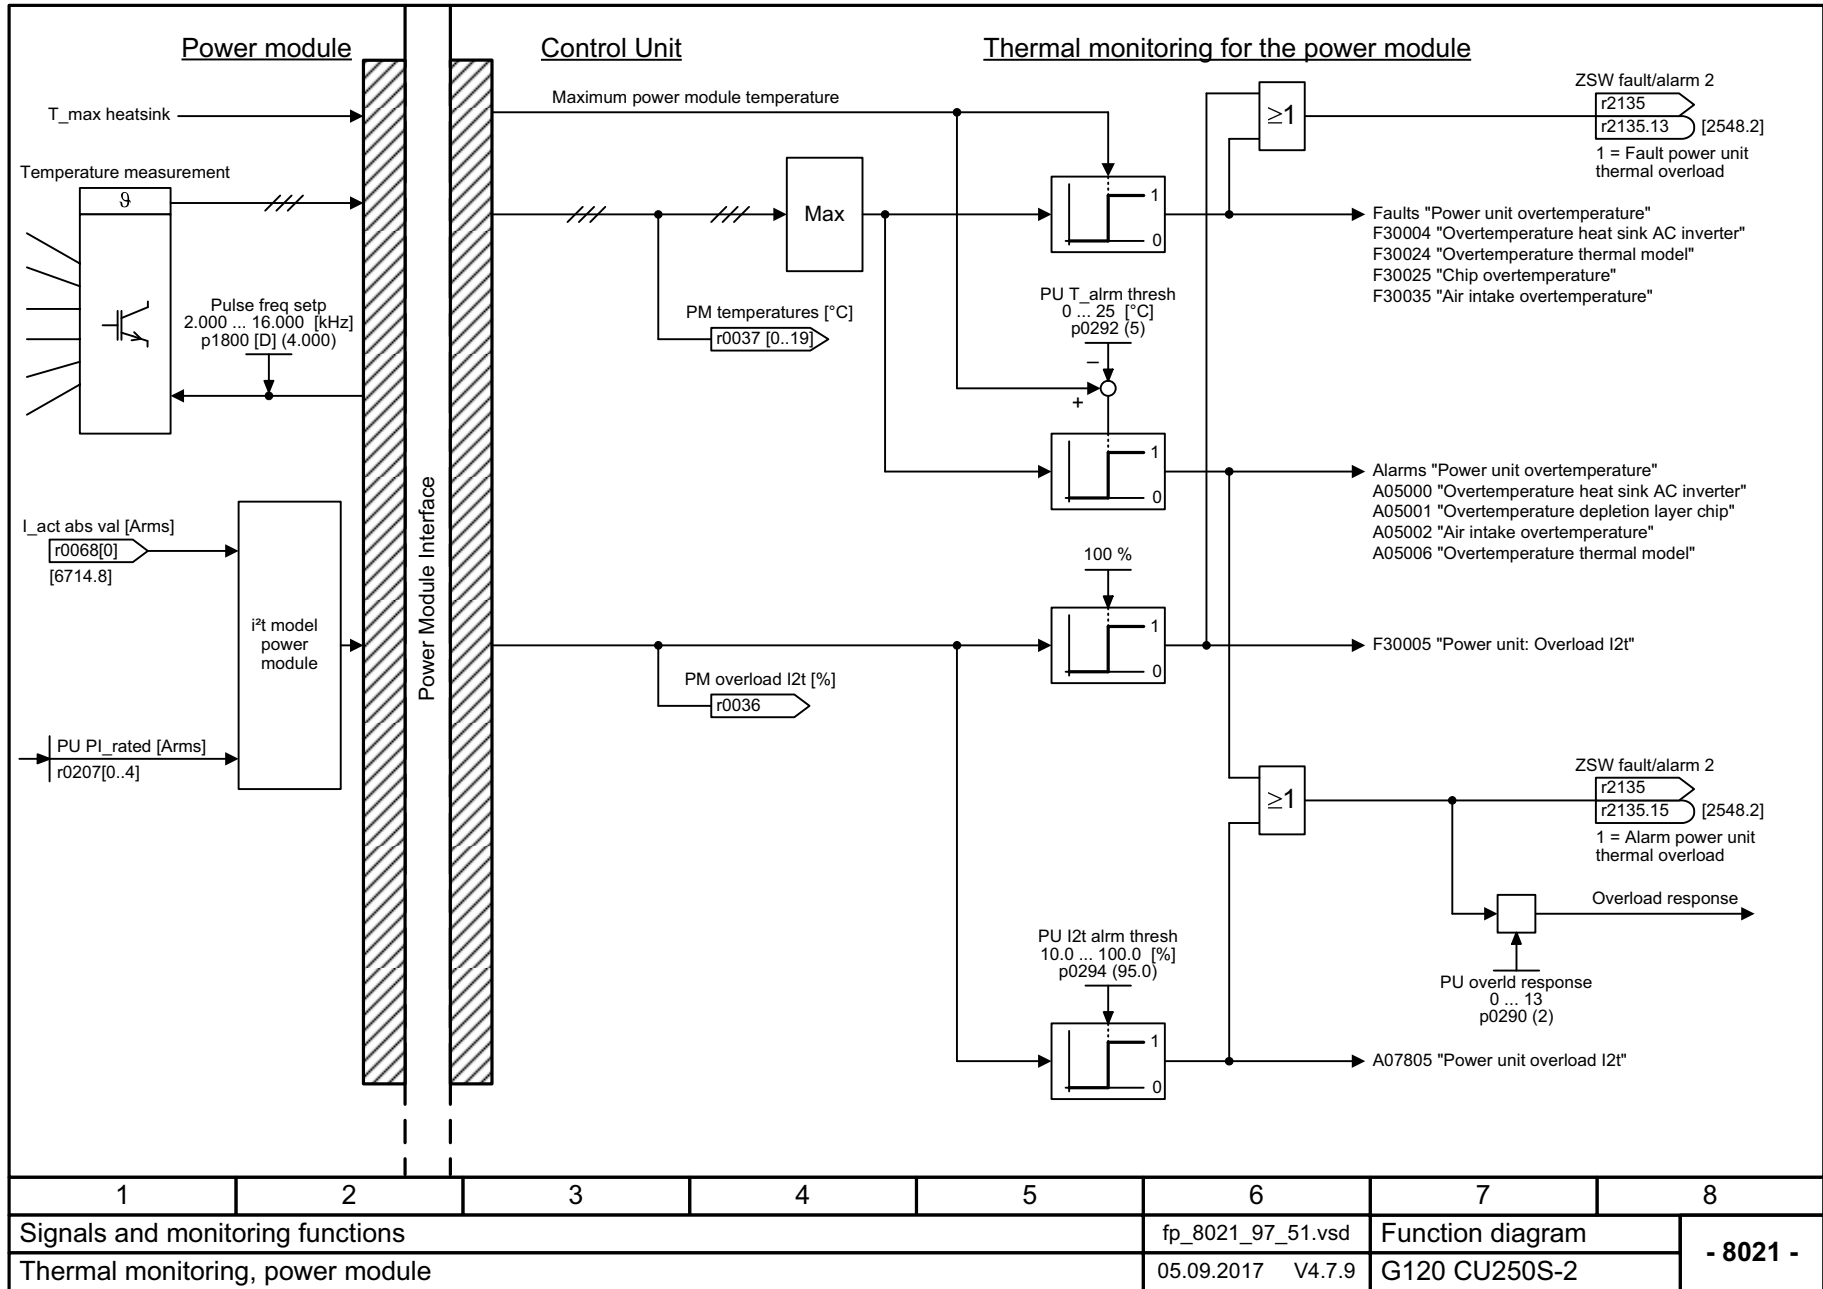 Power module
Control Unit
Thermal monitoring for the power module
T_max heatsink
Temperature measurement
ϑ
Pulse freq setp
2.000 ... 16.000 [kHz]
p1800 [D] (4.000)
I_act abs val [Arms]
r0068[0]
[6714.8]
i²t model
power
module
PU PI_rated [Arms]
r0207[0..4]
Power Module Interface
Maximum power module temperature
Max
PM temperatures [°C]
r0037 [0..19]
PM overload I2t [%]
r0036
1
0
PU T_alrm thresh
0 ... 25 [°C]
p0292 (5)
–
+
1
0
100 %
1
0
PU I2t alrm thresh
10.0 ... 100.0 [%]
p0294 (95.0)
1
0
≥1
ZSW fault/alarm 2
r2135
r2135.13 [2548.2]
1 = Fault power unit
thermal overload
Faults "Power unit overtemperature"
F30004 "Overtemperature heat sink AC inverter"
F30024 "Overtemperature thermal model"
F30025 "Chip overtemperature"
F30035 "Air intake overtemperature"
Alarms "Power unit overtemperature"
A05000 "Overtemperature heat sink AC inverter"
A05001 "Overtemperature depletion layer chip"
A05002 "Air intake overtemperature"
A05006 "Overtemperature thermal model"
F30005 "Power unit: Overload I2t"
≥1
ZSW fault/alarm 2
r2135
r2135.15 [2548.2]
1 = Alarm power unit
thermal overload
Overload response
PU overld response
0 ... 13
p0290 (2)
A07805 "Power unit overload I2t"
1 2 3 4 5 6 7 8
Signals and monitoring functions
fp_8021_97_51.vsd
Function diagram
- 8021 -
Thermal monitoring, power module
05.09.2017 V4.7.9
G120 CU250S-2